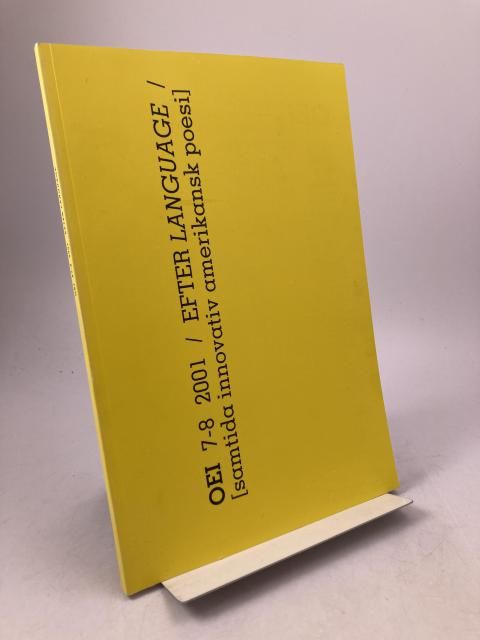 OEI 7-8 2001 / EFTER LANGUAGE /
[samtida innovativ amerikansk poesi]